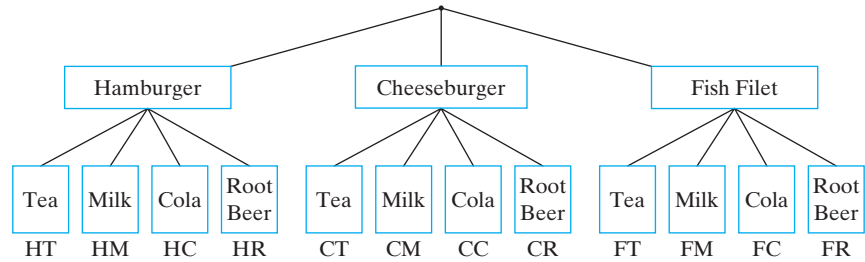 Hamburger Cheeseburger Fish Filet
Tea Milk Cola Root Beer Tea Milk Cola Root Beer Tea Milk Cola Root Beer
HT HM HC HR CT CM CC CR FT FM FC FR